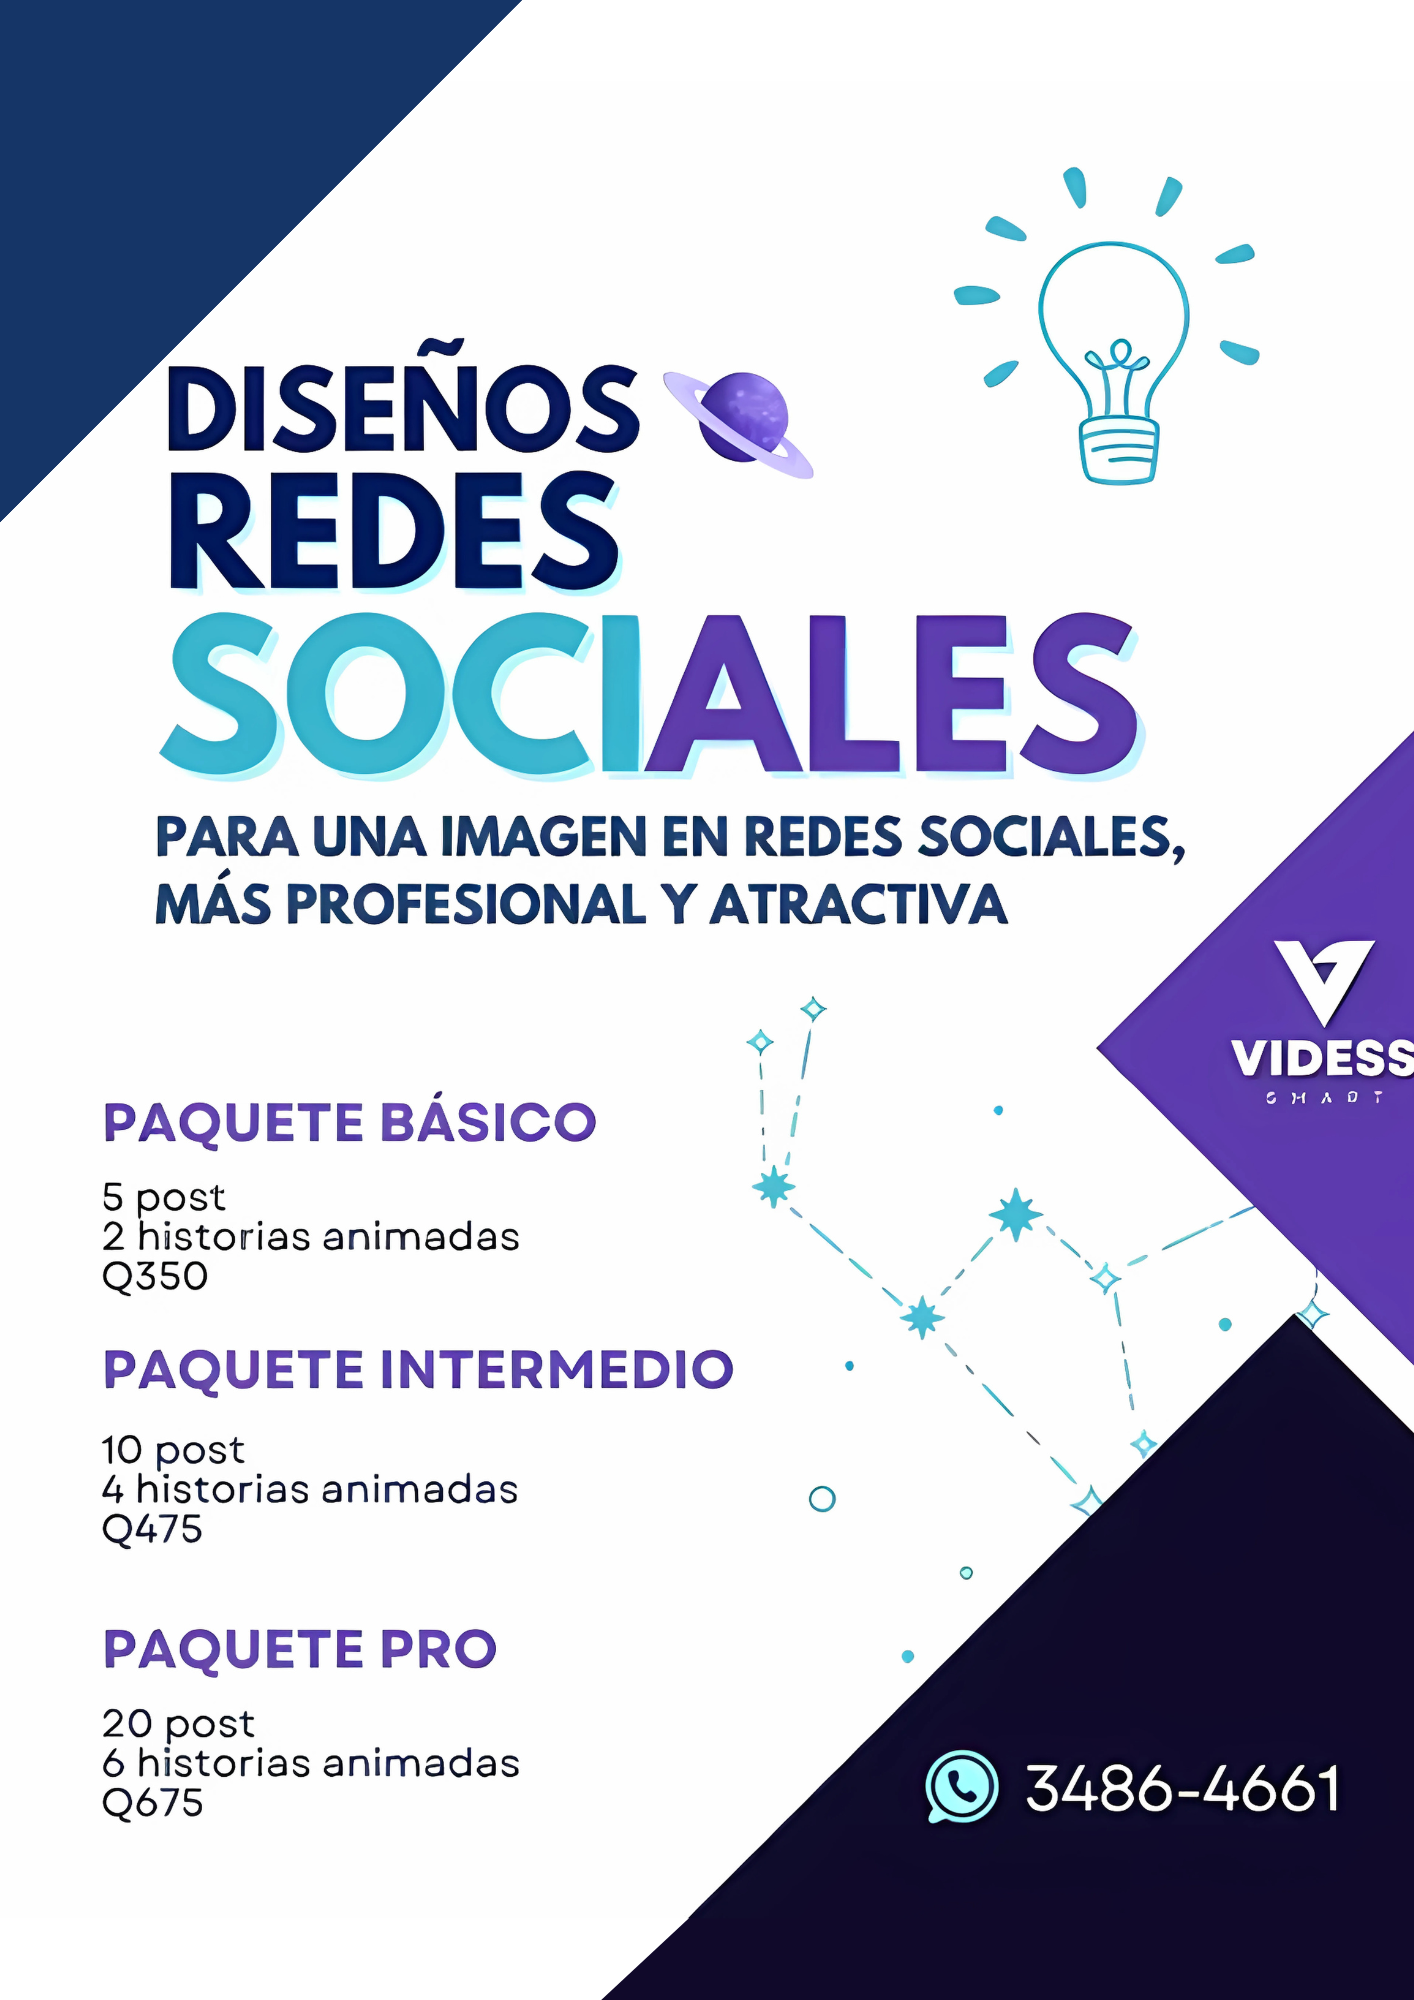 DISEÑOS
REDES
SOCIALES
PARA UNA IMAGEN EN REDES SOCIALES,
MÁS PROFESIONAL Y ATRACTIVA
VIDESS
PAQUETE BÁSICO
5 post
2 historias animadas
Q350
PAQUETE INTERMEDIO
10 post
4 historias animadas
Q475
PAQUETE PRO
20 post
6 historias animadas
Q675
3486-4661